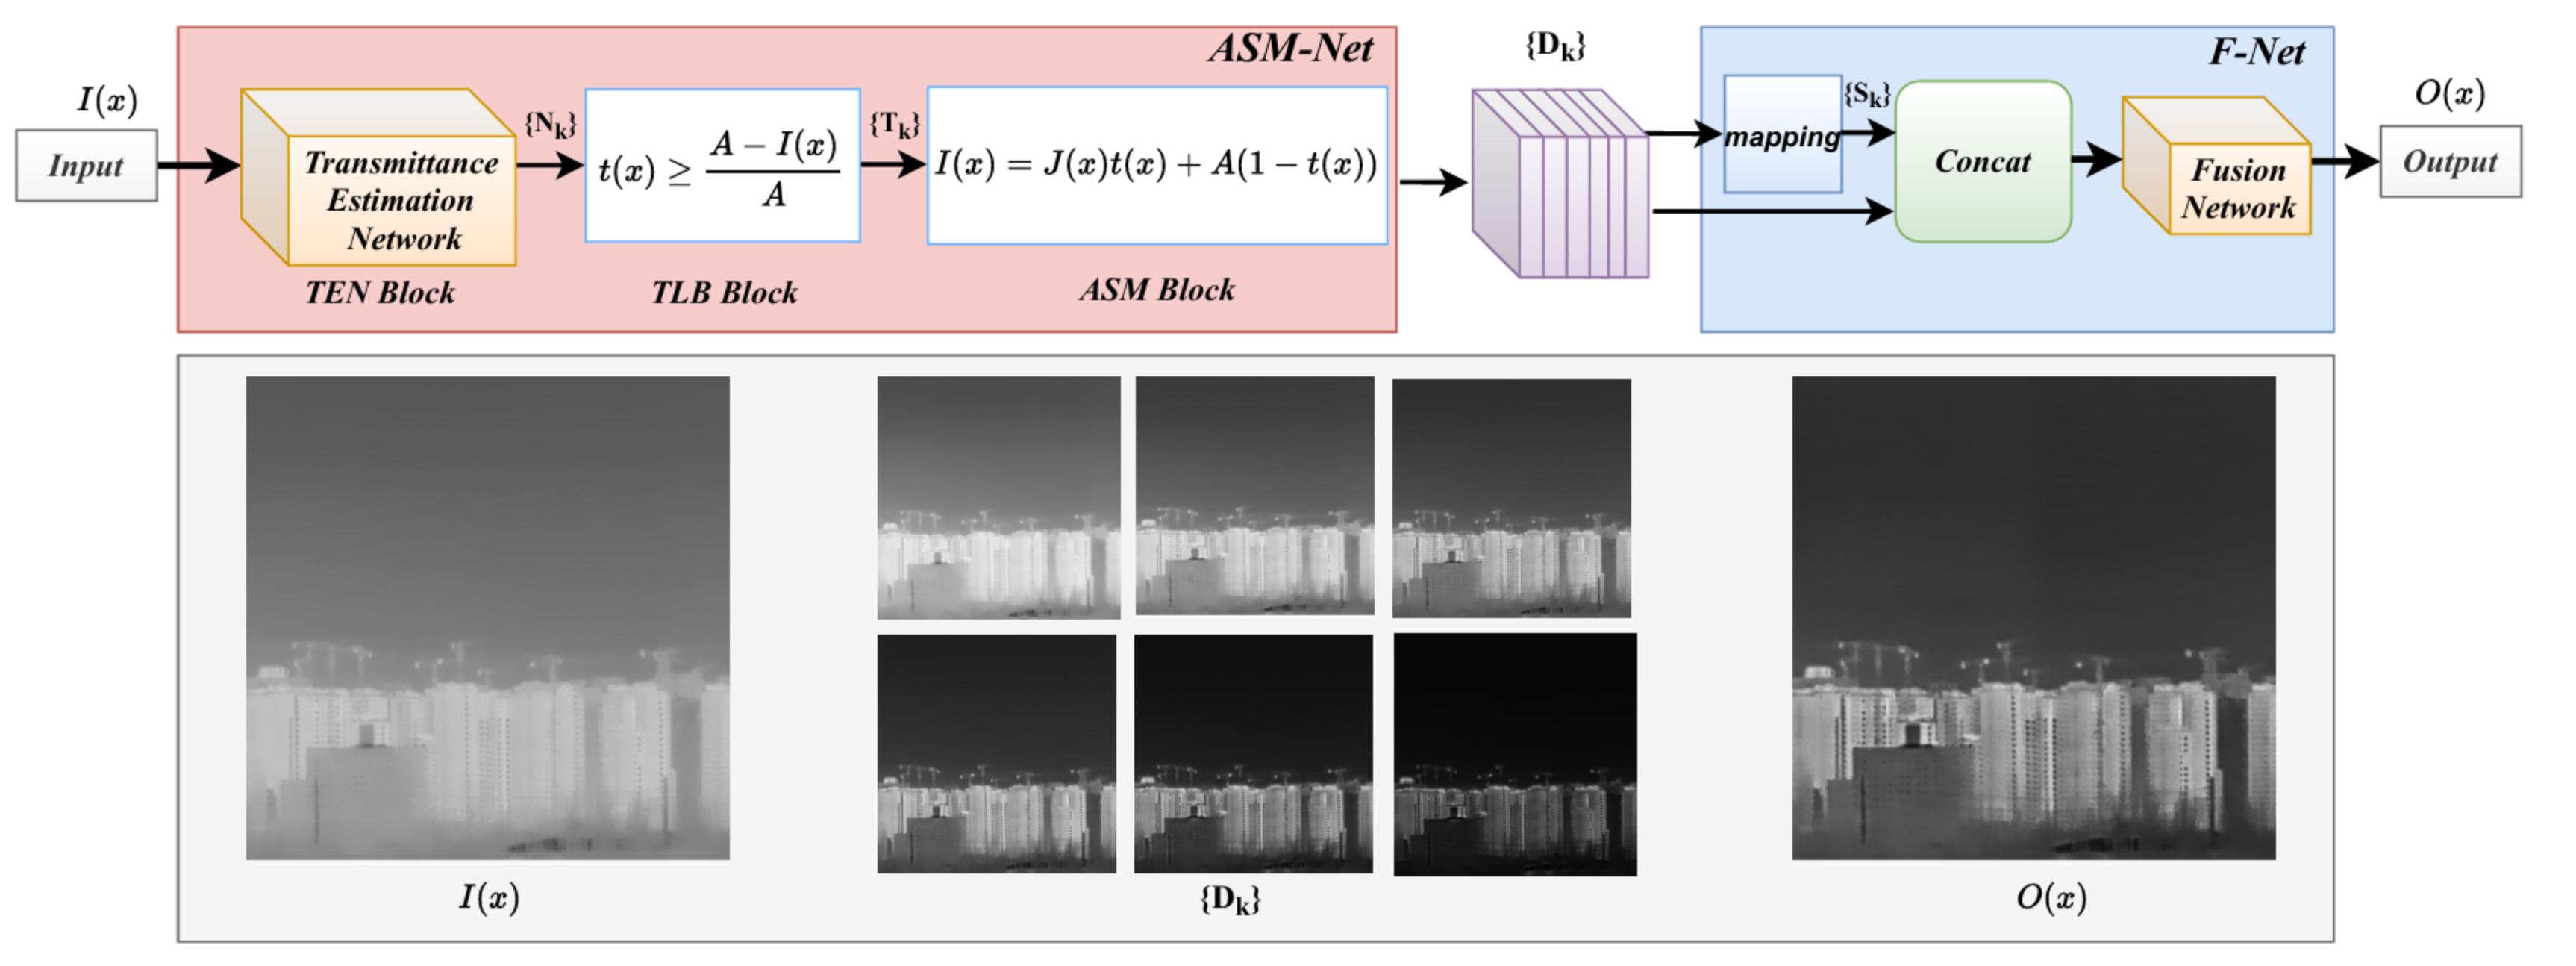 ASM-Net
{D_k}
F-Net
I(x)
O(x)
Input
Transmittance
Estimation
Network
{N_k}
t(x) ≥ \frac{A - I(x)}{A}
{T_k}
I(x) = J(x)t(x) + A(1 - t(x))
mapping
{S_k}
Concat
Fusion
Network
Output
TEN Block
TLB Block
ASM Block
I(x)
{D_k}
O(x)